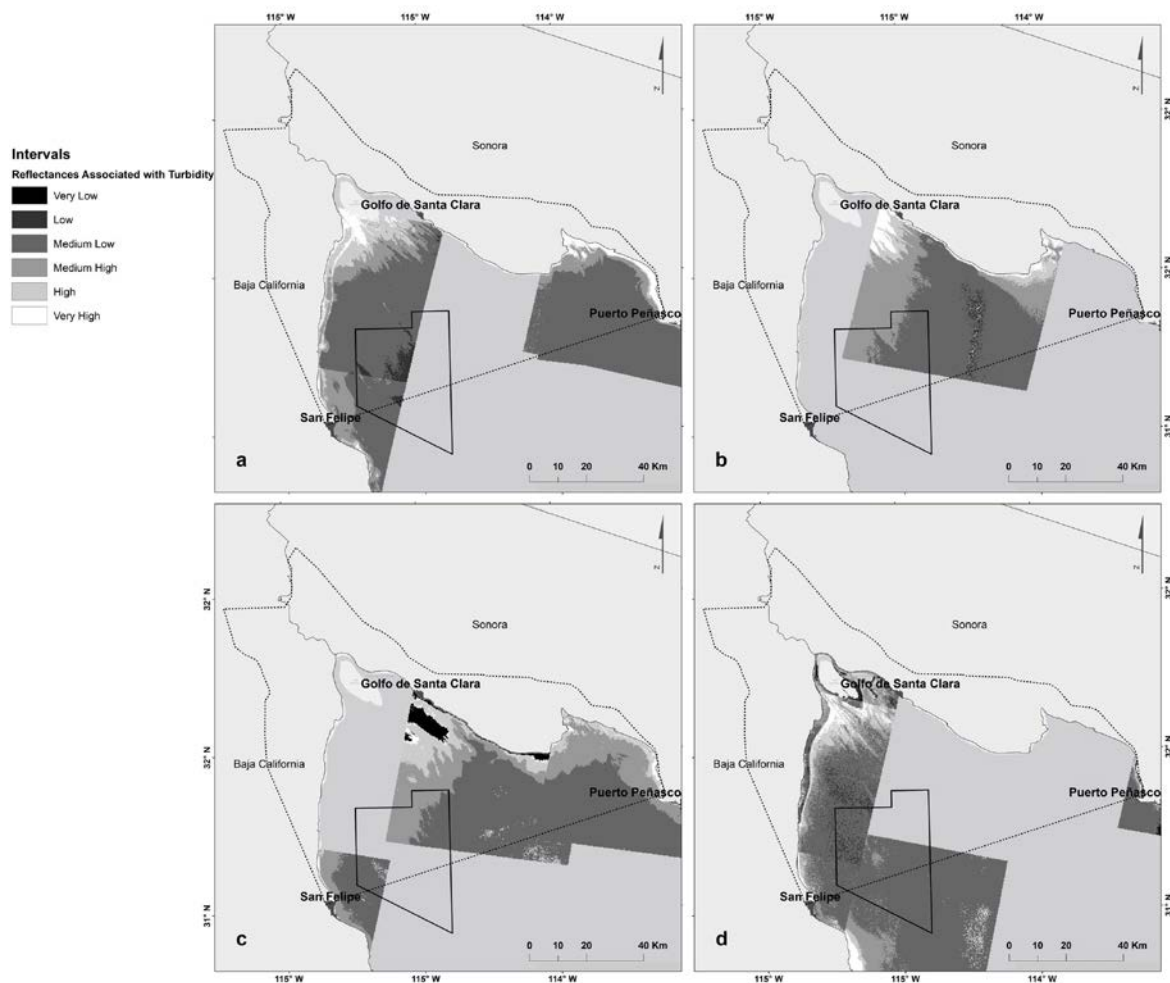 115° W
115° W
114° W
115° W
115° W
114° W
Intervals
Reflectances Associated with Turbidity
Very Low
Low
Medium Low
Medium High
High
Very High
N
Sonora
Golfo de Santa Clara
Baja California
Puerto Peñasco
San Felipe
a
0 10 20 40 Km
N
32° N
Sonora
Golfo de Santa Clara
32° N
Baja California
Puerto Peñasco
San Felipe
31° N
b
0 10 20 40 Km
N
32° N
Sonora
Golfo de Santa Clara
32° N
Baja California
Puerto Peñasco
San Felipe
31° N
c
0 10 20 40 Km
N
32° N
Sonora
Golfo de Santa Clara
32° N
Baja California
Puerto Peñasco
San Felipe
31° N
d
0 10 20 40 Km
115° W
115° W
114° W
115° W
115° W
114° W